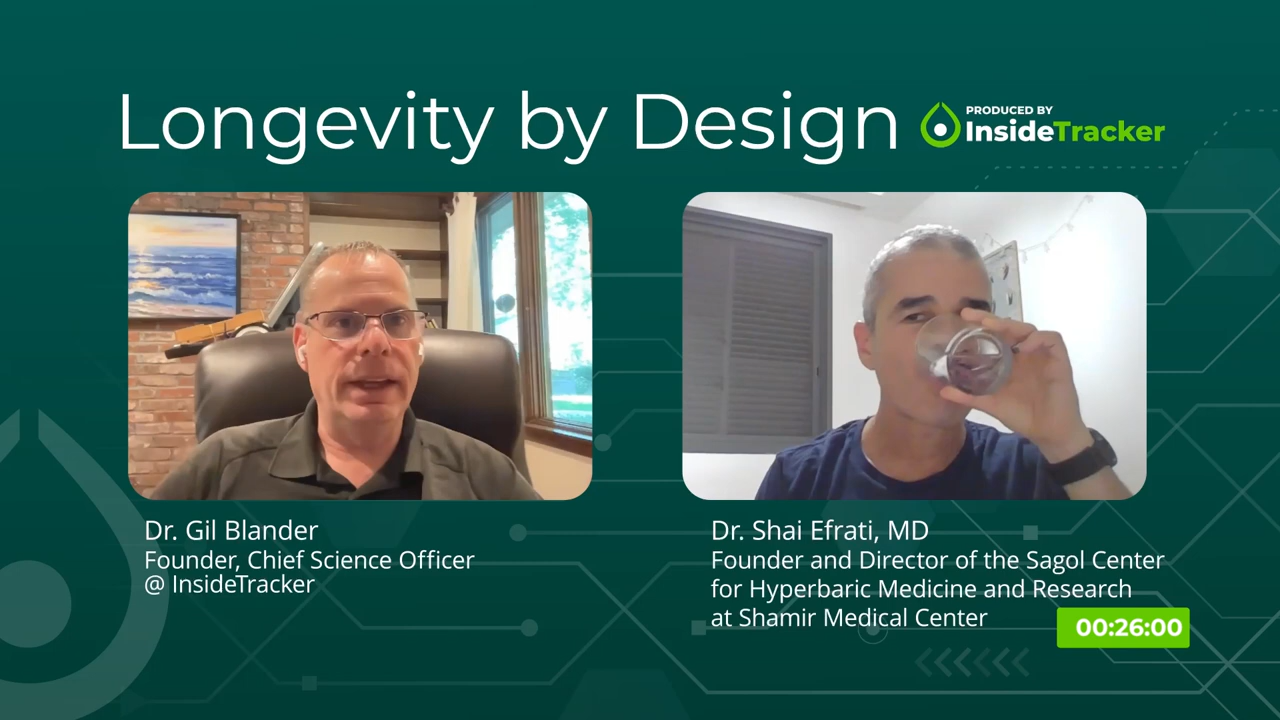 Longevity by Design
PRODUCED BY
InsideTracker
Dr. Gil Blander
Founder, Chief Science Officer
@ InsideTracker
Dr. Shai Efrati, MD
Founder and Director of the Sagol Center
for Hyperbaric Medicine and Research
at Shamir Medical Center
00:26:00